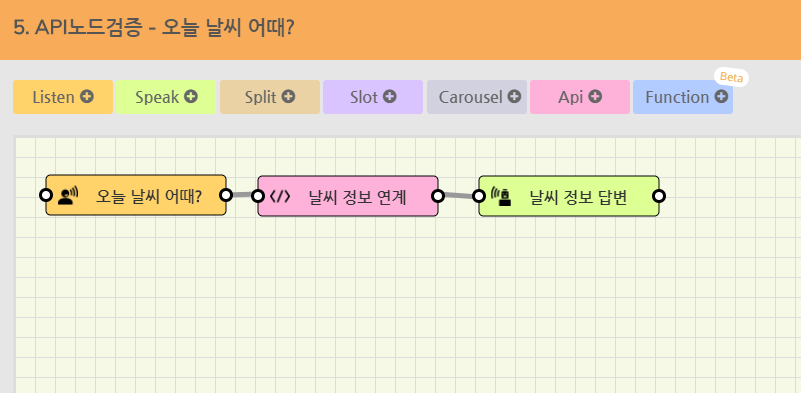 5. API노드검증 - 오늘 날씨 어때?
Beta
Listen Speak Split Slot Carousel Api Function
오늘 날씨 어때? 날씨 정보 연계 날씨 정보 답변